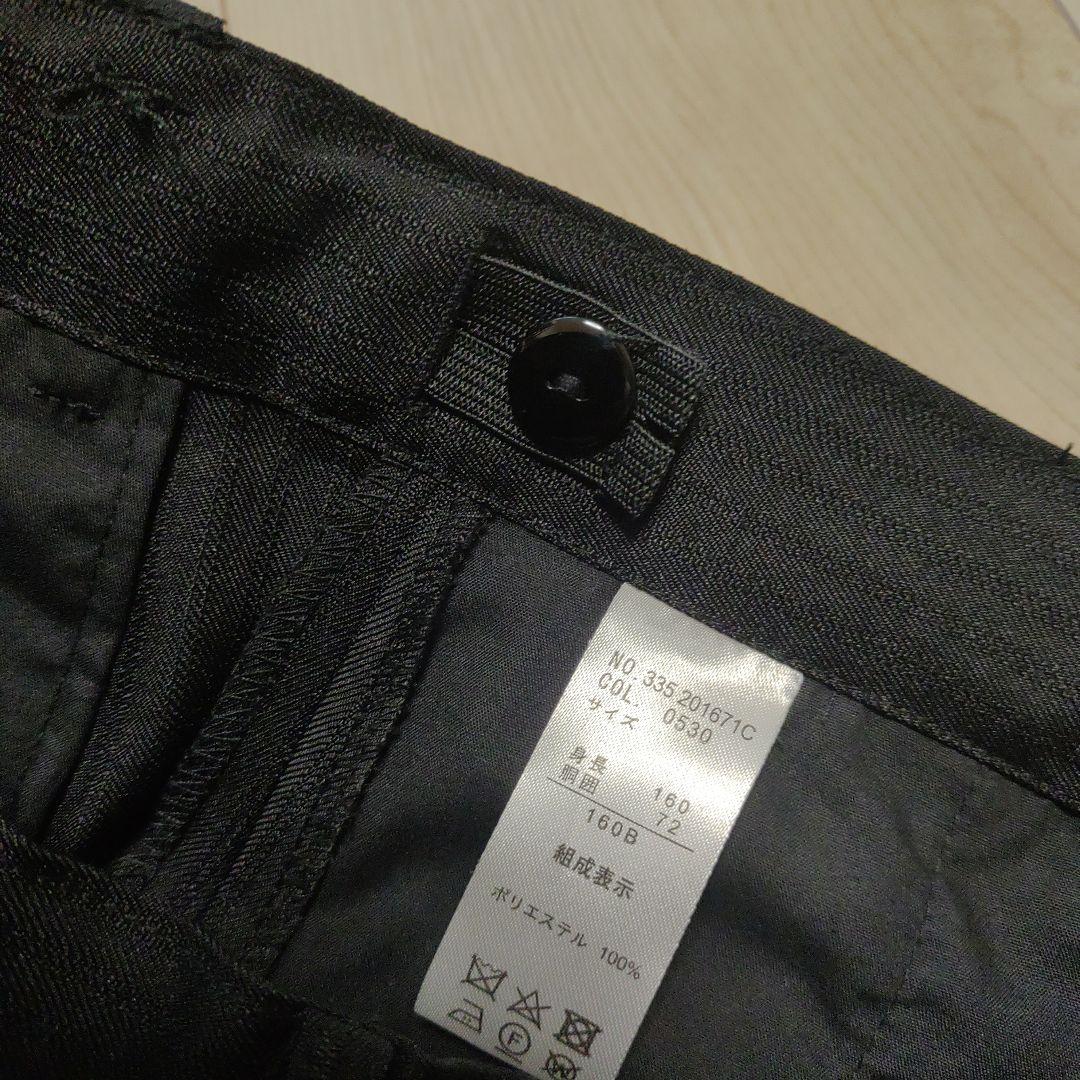 NO. 335.201671C
COL. 0530
サイズ
身長 160
胴囲 72
160B
組成表示
ポリエステル 100%
F
W